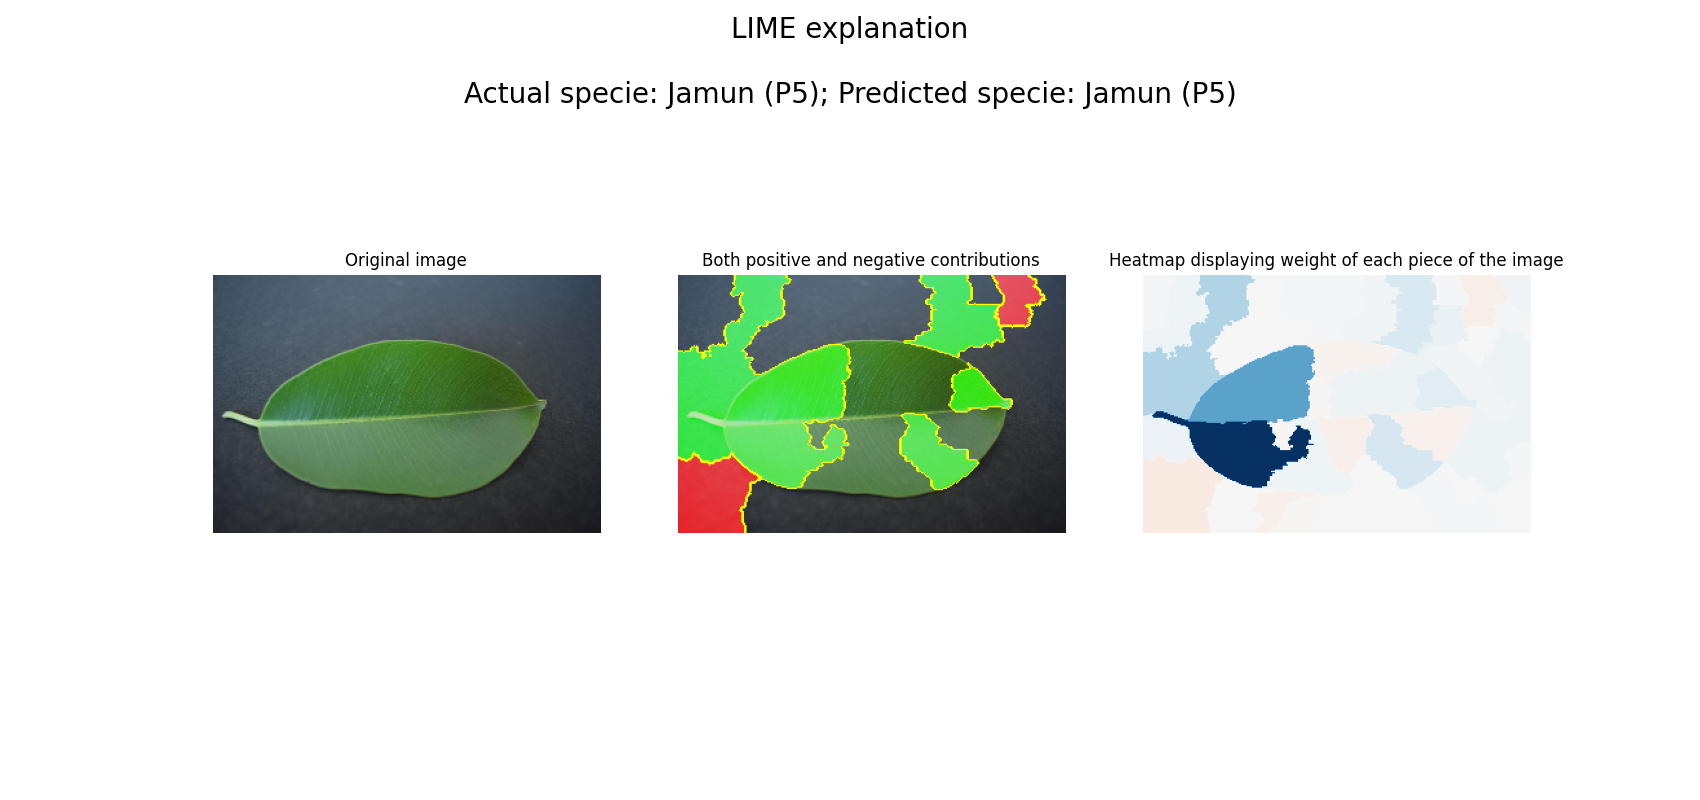 LIME explanation
Actual specie: Jamun (P5); Predicted specie: Jamun (P5)
Original image
Both positive and negative contributions
Heatmap displaying weight of each piece of the image